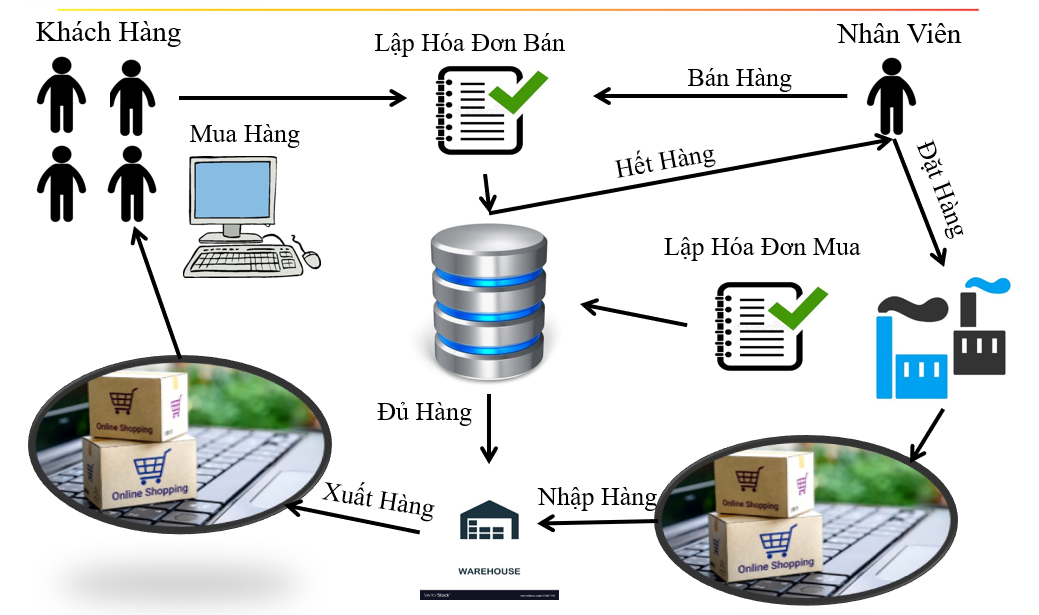 Khách Hàng
Lập Hóa Đơn Bán
Nhân Viên
Bán Hàng
Mua Hàng
Hết Hàng
Đặt Hàng
Lập Hóa Đơn Mua
Đủ Hàng
Online Shopping
Online Shopping
Xuất Hàng
Nhập Hàng
Online Shopping
Online Shopping
WAREHOUSE
VectorStock